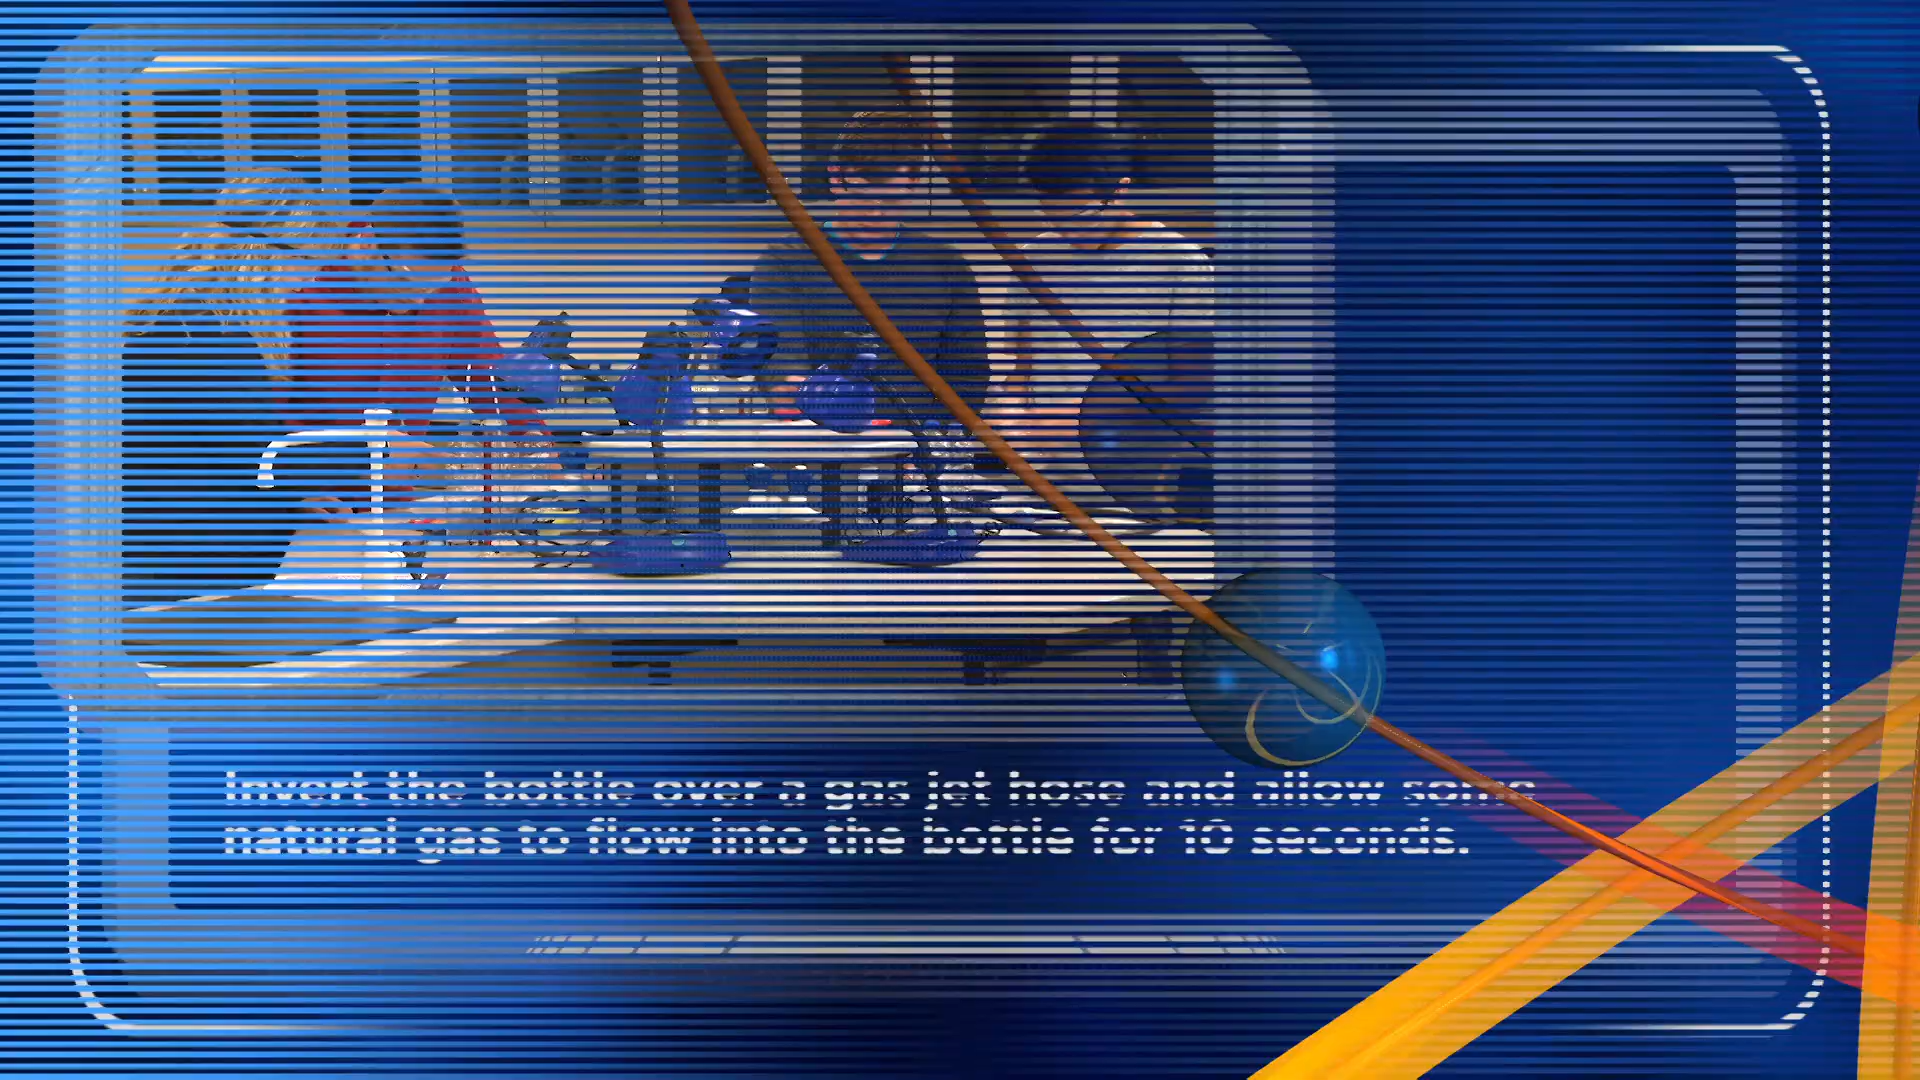 Invert the bottle over a gas jet hose and allow some
natural gas to flow into the bottle for 10 seconds.